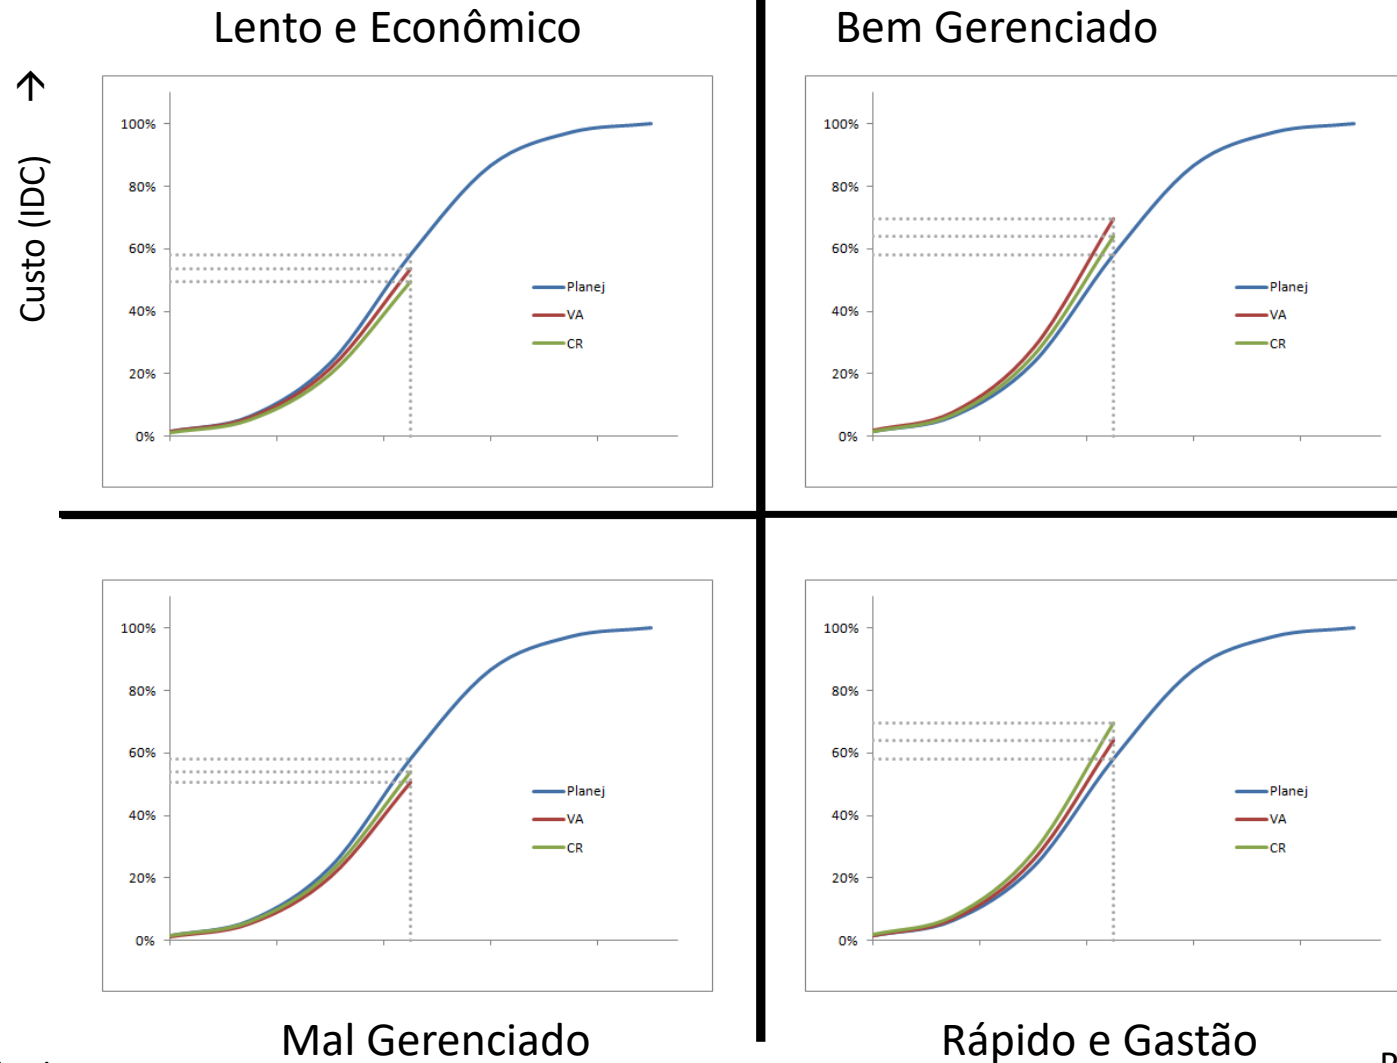 Lento e Econômico
Bem Gerenciado
Custo (IDC) →
100%
80%
60%
40%
20%
0%
Planej
VA
CR
100%
80%
60%
40%
20%
0%
Planej
VA
CR
100%
80%
60%
40%
20%
0%
Planej
VA
CR
100%
80%
60%
40%
20%
0%
Planej
VA
CR
Mal Gerenciado
Rápido e Gastão